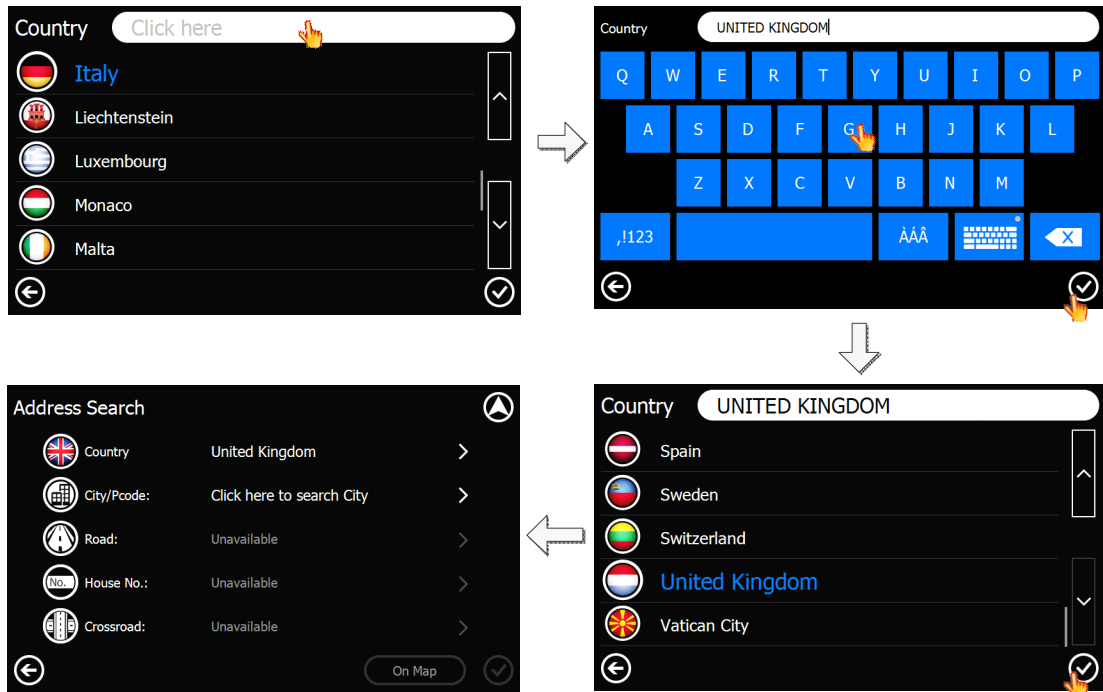 Country Click here
Italy
Liechtenstein
Luxembourg
Monaco
Malta
Country UNITED KINGDOM
Q W E R T Y U I O P
A S D F G H J K L
Z X C V B N M
,!123 ÀÁÂ X
Country UNITED KINGDOM
Spain
Sweden
Switzerland
United Kingdom
Vatican City
Address Search
Country United Kingdom
City/Pcode: Click here to search City
Road: Unavailable
No. House No.: Unavailable
Crossroad: Unavailable
On Map